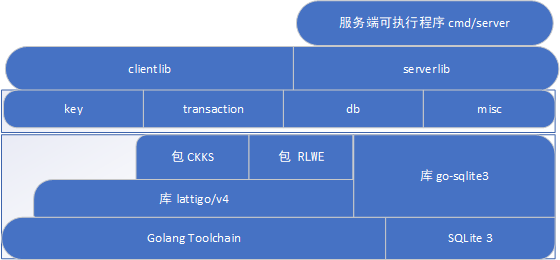 服务端可执行程序 cmd/server
clientlib
serverlib
key
transaction
db
misc
包 CKKS
包 RLWE
库 go-sqlite3
库 lattigo/v4
Golang Toolchain
SQLite 3